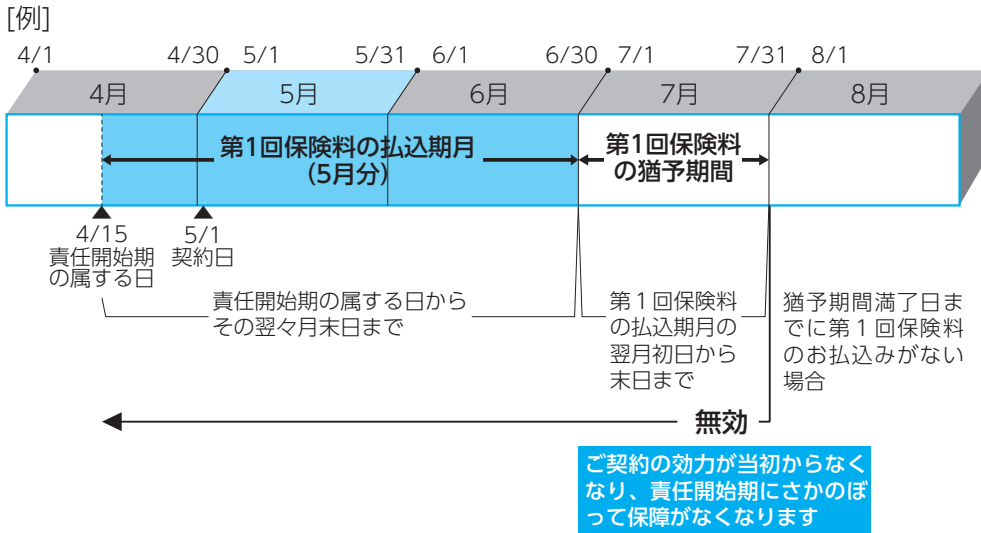 [例]
4/1 4/30 5/1 5/31 6/1 6/30 7/1 7/31 8/1
4月 5月 6月 7月 8月
第1回保険料の払込期月
(5月分)
第1回保険料
の猶予期間
4/15
責任開始期
の属する日
5/1
契約日
責任開始期の属する日から
その翌々月末日まで
第1回保険料
の払込期月の
翌月初日から
末日まで
猶予期間満了日ま
でに第1回保険料
のお払込みがない
場合
無効
ご契約の効力が当初からなく
なり、責任開始期にさかのぼ
って保障がなくなります